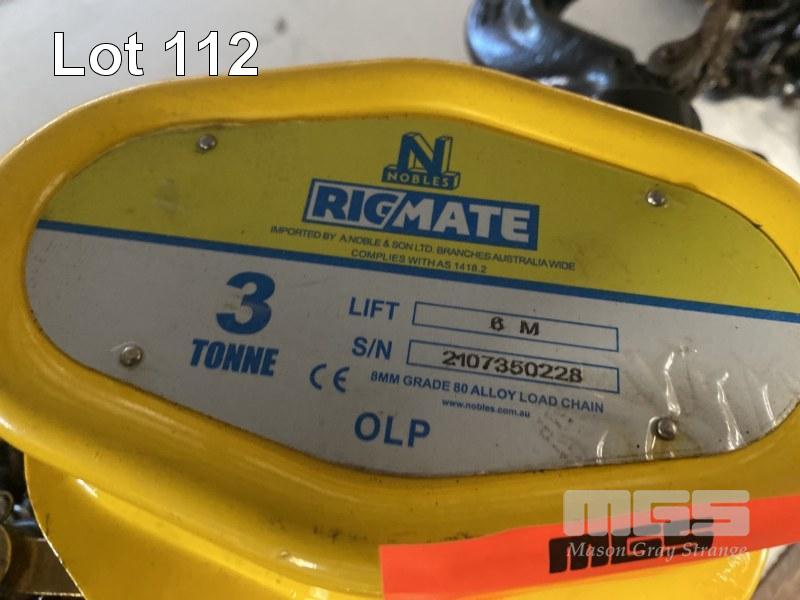 Lot 112
N
NOBLES
RIGMATE
IMPORTED BY A.NOBLE & SON LTD. BRANCHES AUSTRALIA WIDE
COMPLIES WITH AS 1418.2
3
TONNE
LIFT 6 M
S/N 2107350228
CE 8MM GRADE 80 ALLOY LOAD CHAIN
www.nobles.com.au
OLP
MGS
MGS
Mason Gray Strange